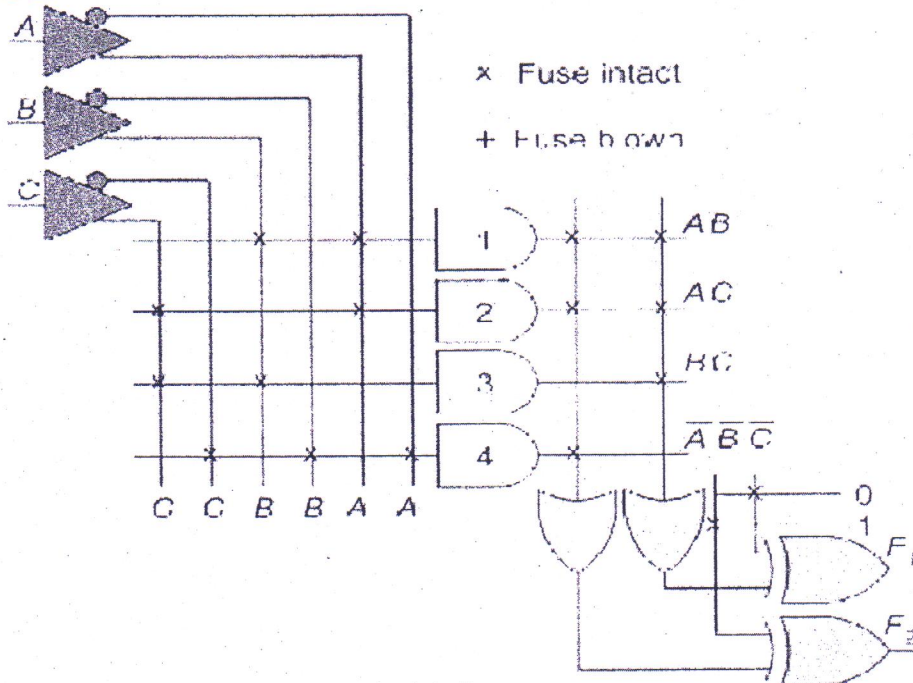 A
× Fuse intact
B
+ Fuse blown
C
1
AB
2
AC
3
BC
4
A B C
C C B B A A
0
1
F
F